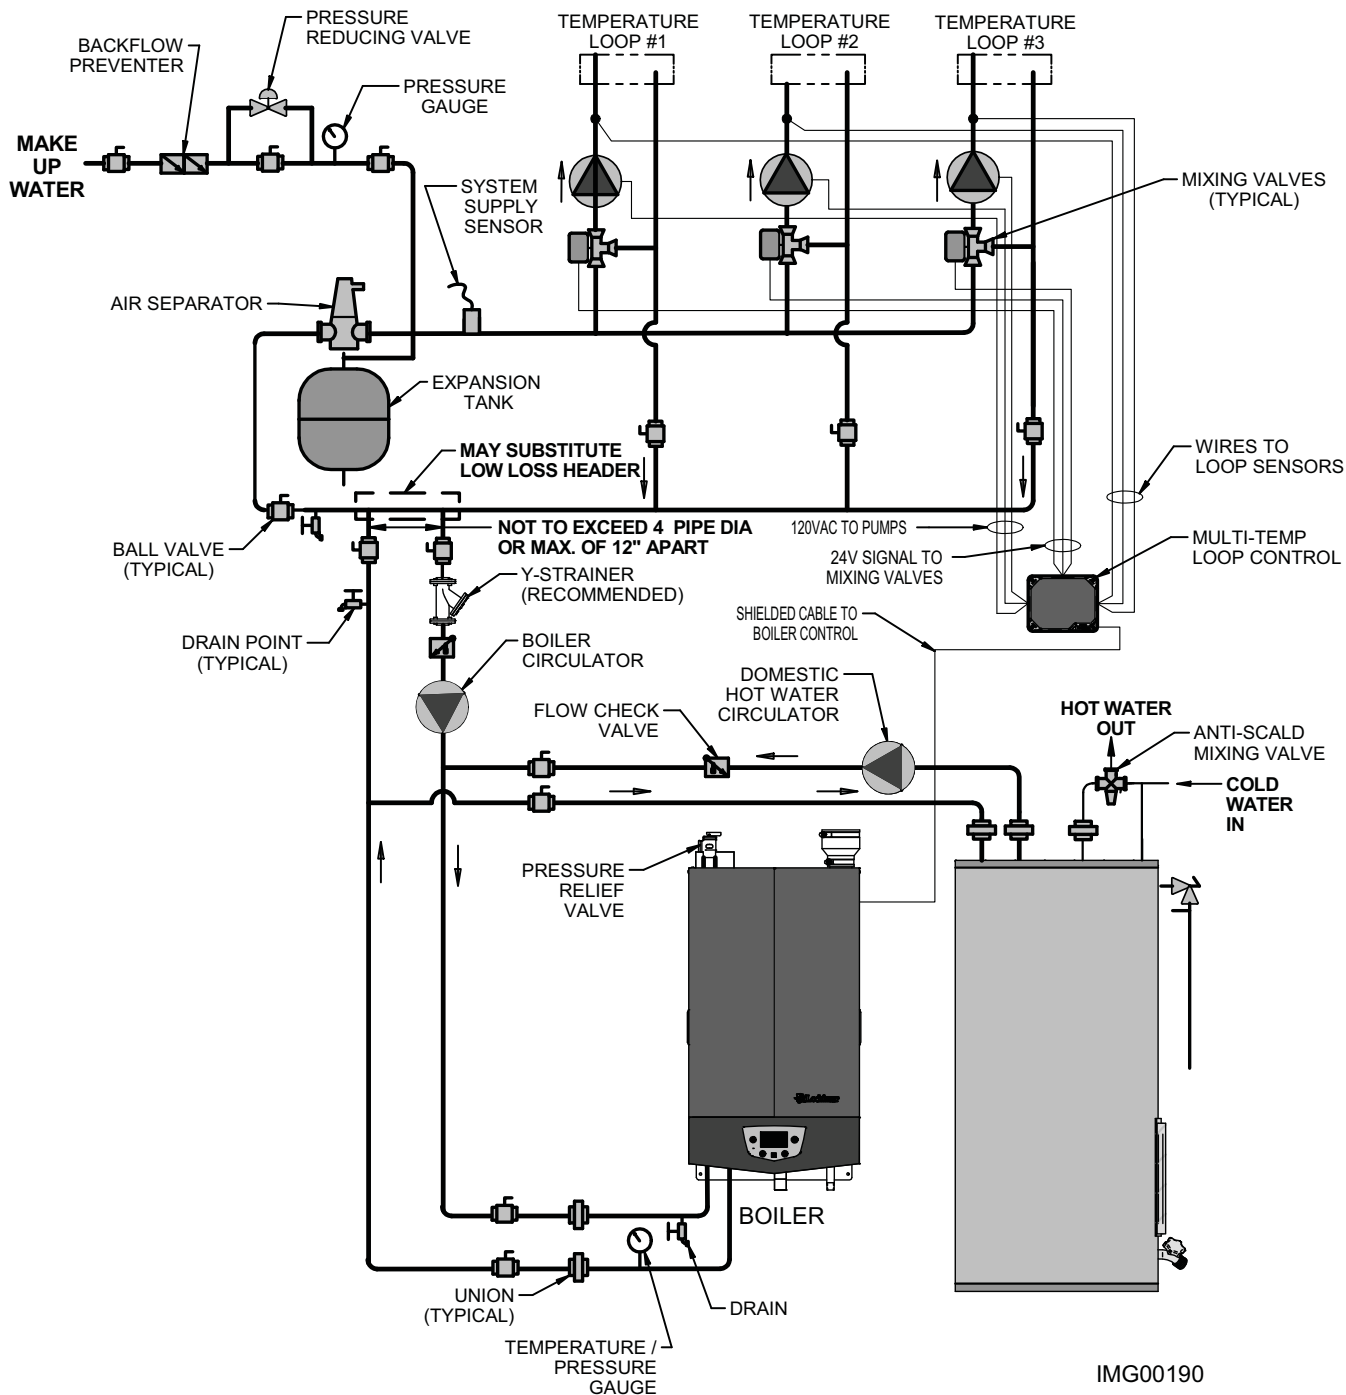 PRESSURE
REDUCING VALVE
BACKFLOW
PREVENTER
PRESSURE
GAUGE
MAKE
UP
WATER
TEMPERATURE
LOOP #1
TEMPERATURE
LOOP #2
TEMPERATURE
LOOP #3
SYSTEM
SUPPLY
SENSOR
MIXING VALVES
(TYPICAL)
AIR SEPARATOR
EXPANSION
TANK
MAY SUBSTITUTE
LOW LOSS HEADER
WIRES TO
LOOP SENSORS
NOT TO EXCEED 4 PIPE DIA
OR MAX. OF 12" APART
120VAC TO PUMPS
24V SIGNAL TO
MIXING VALVES
MULTI-TEMP
LOOP CONTROL
BALL VALVE
(TYPICAL)
Y-STRAINER
(RECOMMENDED)
SHIELDED CABLE TO
BOILER CONTROL
DRAIN POINT
(TYPICAL)
BOILER
CIRCULATOR
DOMESTIC
HOT WATER
CIRCULATOR
FLOW CHECK
VALVE
HOT WATER
OUT
ANTI-SCALD
MIXING VALVE
COLD
WATER
IN
PRESSURE
RELIEF
VALVE
Lochinvar
BOILER
UNION
(TYPICAL)
DRAIN
TEMPERATURE /
PRESSURE
GAUGE
IMG00190